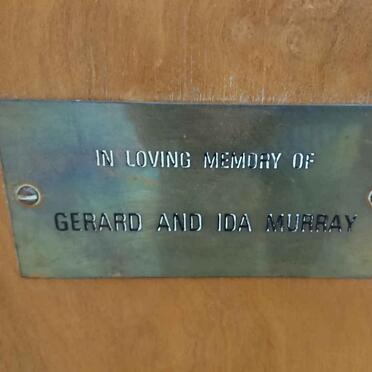 IN LOVING MEMORY OF
GERARD AND IDA MURRAY